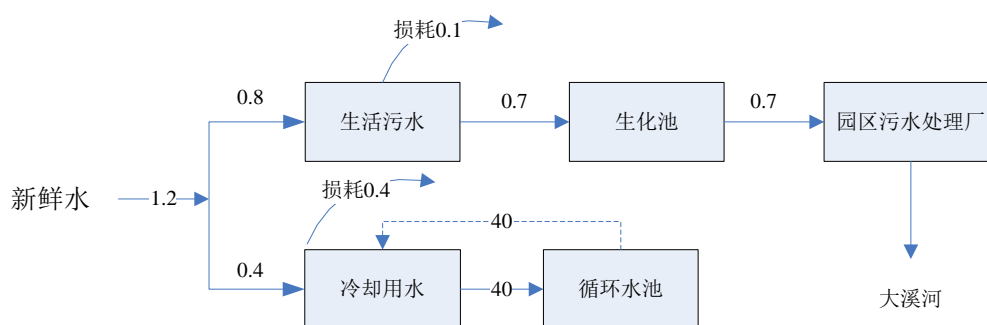 损耗0.1
0.8
生活污水
0.7
生化池
0.7
园区污水处理厂
新鲜水
1.2
损耗0.4
40
0.4
冷却用水
40
循环水池
大溪河